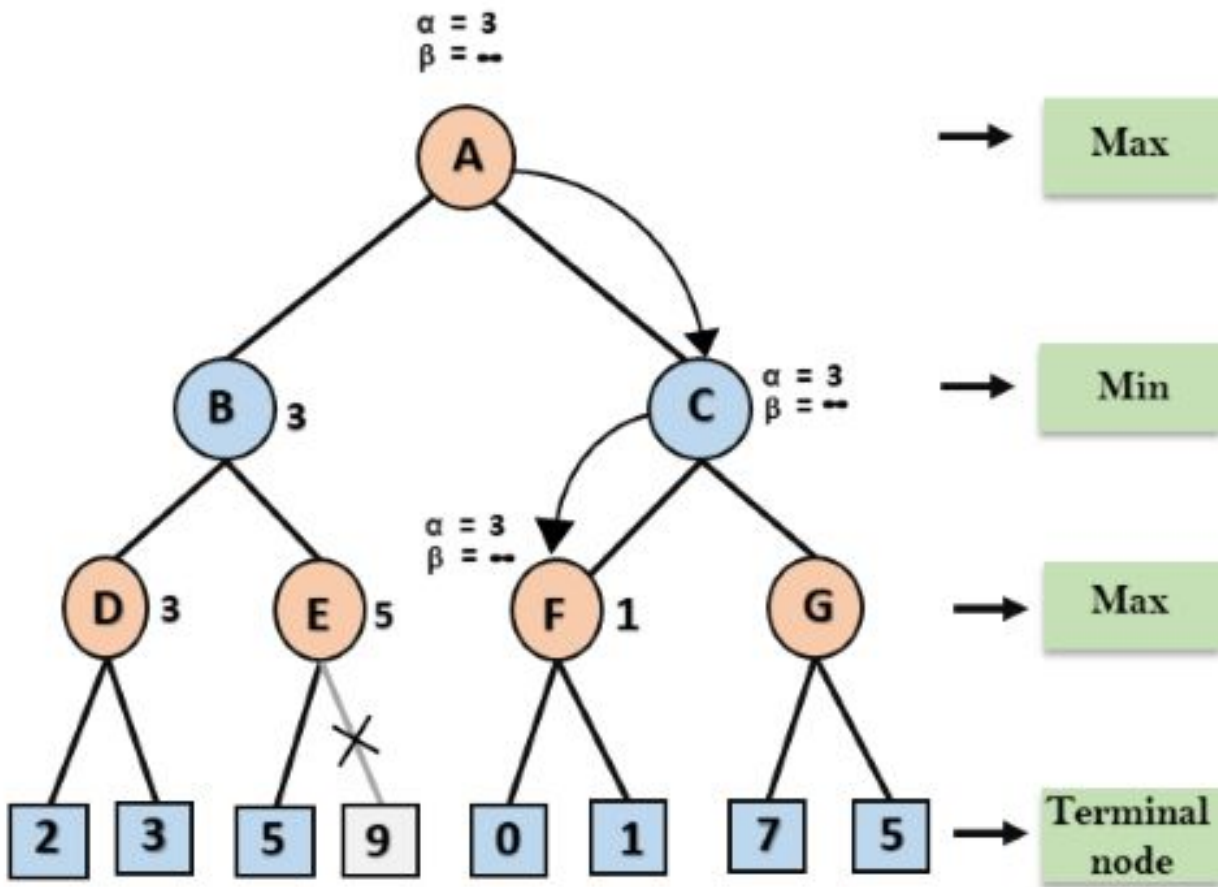 α = 3
β = ∞
A
Max
B
3
C
α = 3
β = ∞
Min
α = 3
β = ∞
D
3
E
5
F
1
G
Max
2
3
5
9
0
1
7
5
Terminal
node